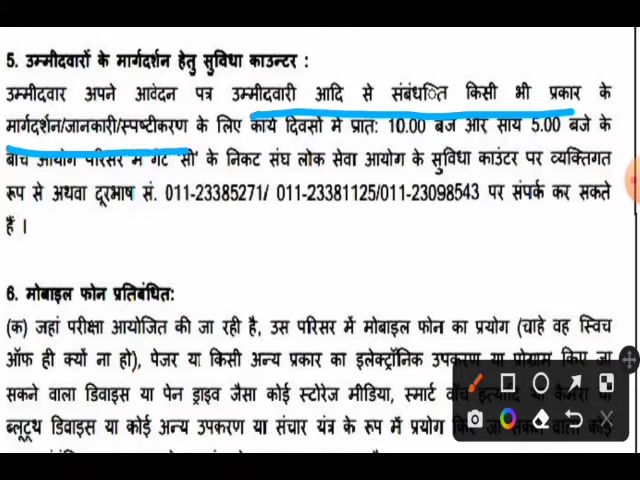 5. उम्मीदवारों के मार्गदर्शन हेतु सुविधा काउन्टर :
उम्मीदवार अपने आवेदन पत्र उम्मीदवारी आदि से संबंधित किसी भी प्रकार के
मार्गदर्शन/जानकारी/स्पष्टीकरण के लिए कार्य दिवसों में प्रात: 10.00 बजे और सायं 5.00 बजे के
बीच आयोग परिसर में गेट 'सी' के निकट संघ लोक सेवा आयोग के सुविधा काउंटर पर व्यक्तिगत
रूप से अथवा दूरभाष सं. 011-23385271/ 011-23381125/011-23098543 पर संपर्क कर सकते
हैं ।
6. मोबाइल फोन प्रतिबंधित:
(क) जहां परीक्षा आयोजित की जा रही है, उस परिसर में मोबाइल फोन का प्रयोग (चाहे वह स्विच
ऑफ ही क्यों ना हो), पेजर या किसी अन्य प्रकार का इलेक्ट्रॉनिक उपकरण या प्रोग्राम किए जा
सकने वाला डिवाइस या पेन ड्राइव जैसा कोई स्टोरेज मीडिया, स्मार्ट वॉच इत्यादि या कैमरा या
ब्लूटूथ डिवाइस या कोई अन्य उपकरण या संचार यंत्र के रूप में प्रयोग किए जा सकने वाला कोई